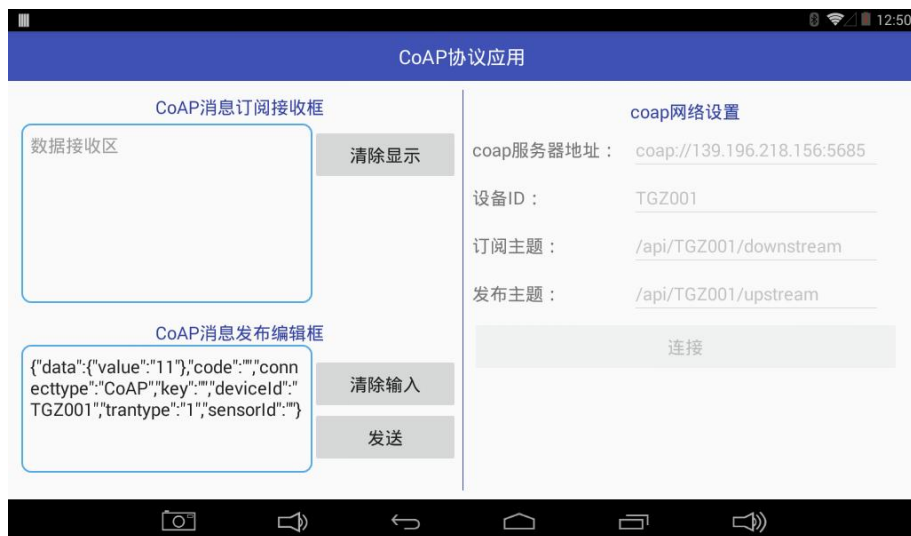 12:50
CoAP协议应用
CoAP消息订阅接收框
数据接收区
清除显示
CoAP消息发布编辑框
{"data":{"value":"11"},"code":"","conn
ecttype":"CoAP","key":"","deviceId":"
TGZ001","trantype":"1","sensorId":""}
清除输入
发送
coap网络设置
coap服务器地址： coap://139.196.218.156:5685
设备ID： TGZ001
订阅主题： /api/TGZ001/downstream
发布主题： /api/TGZ001/upstream
连接